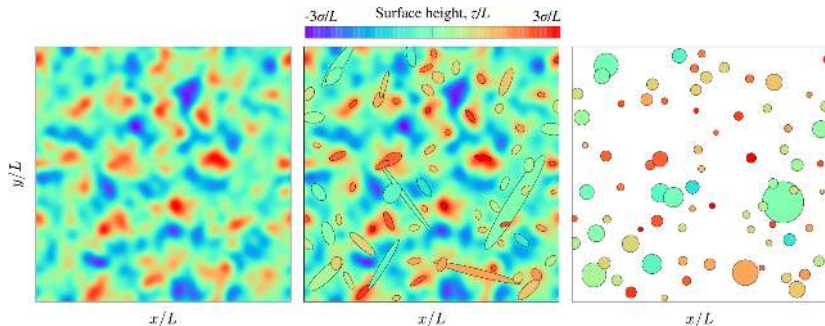 Surface height, z/L
-3σ/L 3σ/L
y/L
x/L x/L x/L